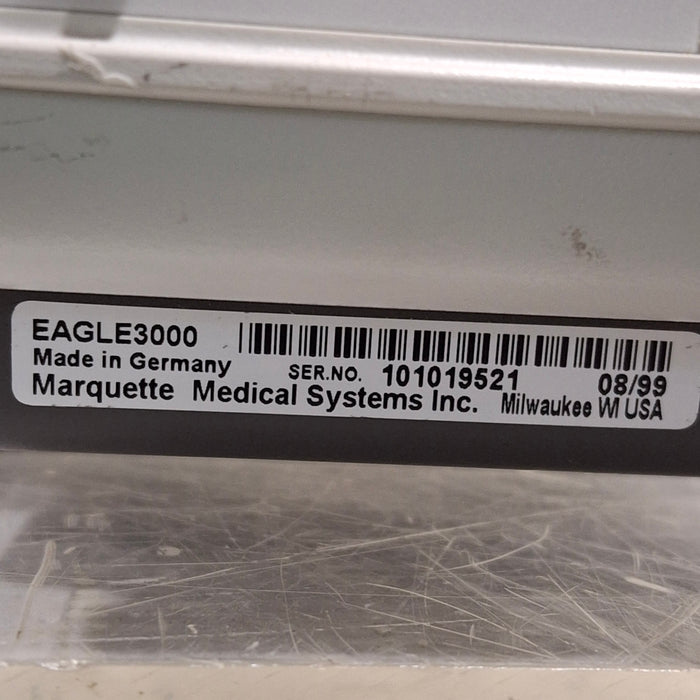 EAGLE3000
Made in Germany SER.NO. 101019521 08/99
Marquette Medical Systems Inc. Milwaukee WI USA